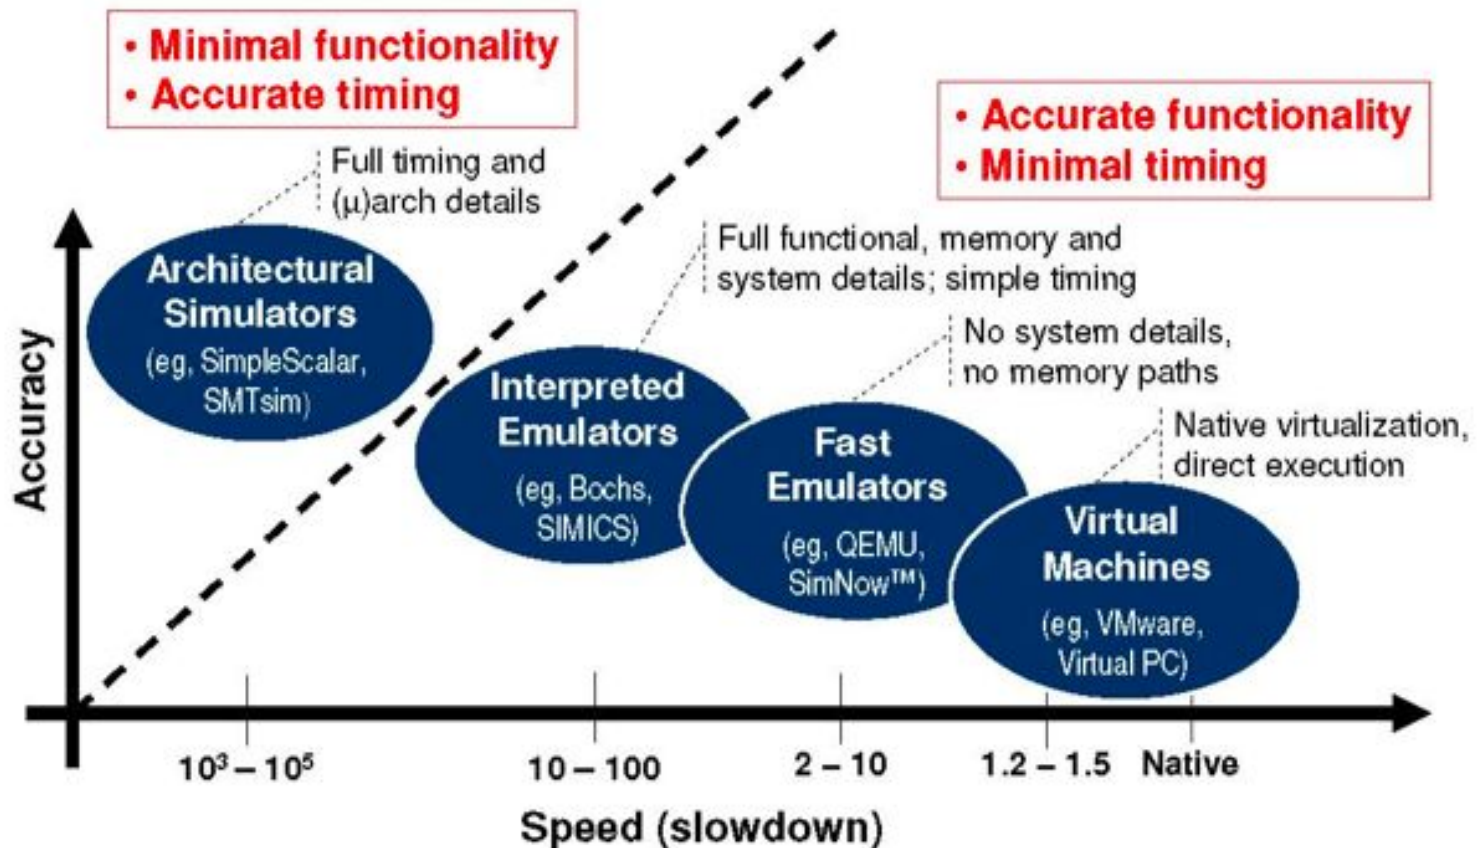 • Minimal functionality
• Accurate timing
• Accurate functionality
• Minimal timing
Full timing and
(µ)arch details
Full functional, memory and
system details; simple timing
No system details,
no memory paths
Native virtualization,
direct execution
Accuracy
Architectural
Simulators
(eg, SimpleScalar,
SMTsim)
Interpreted
Emulators
(eg, Bochs,
SIMICS)
Fast
Emulators
(eg, QEMU,
SimNow™)
Virtual
Machines
(eg, VMware,
Virtual PC)
10³ – 10⁵
10 – 100
2 – 10
1.2 – 1.5
Native
Speed (slowdown)